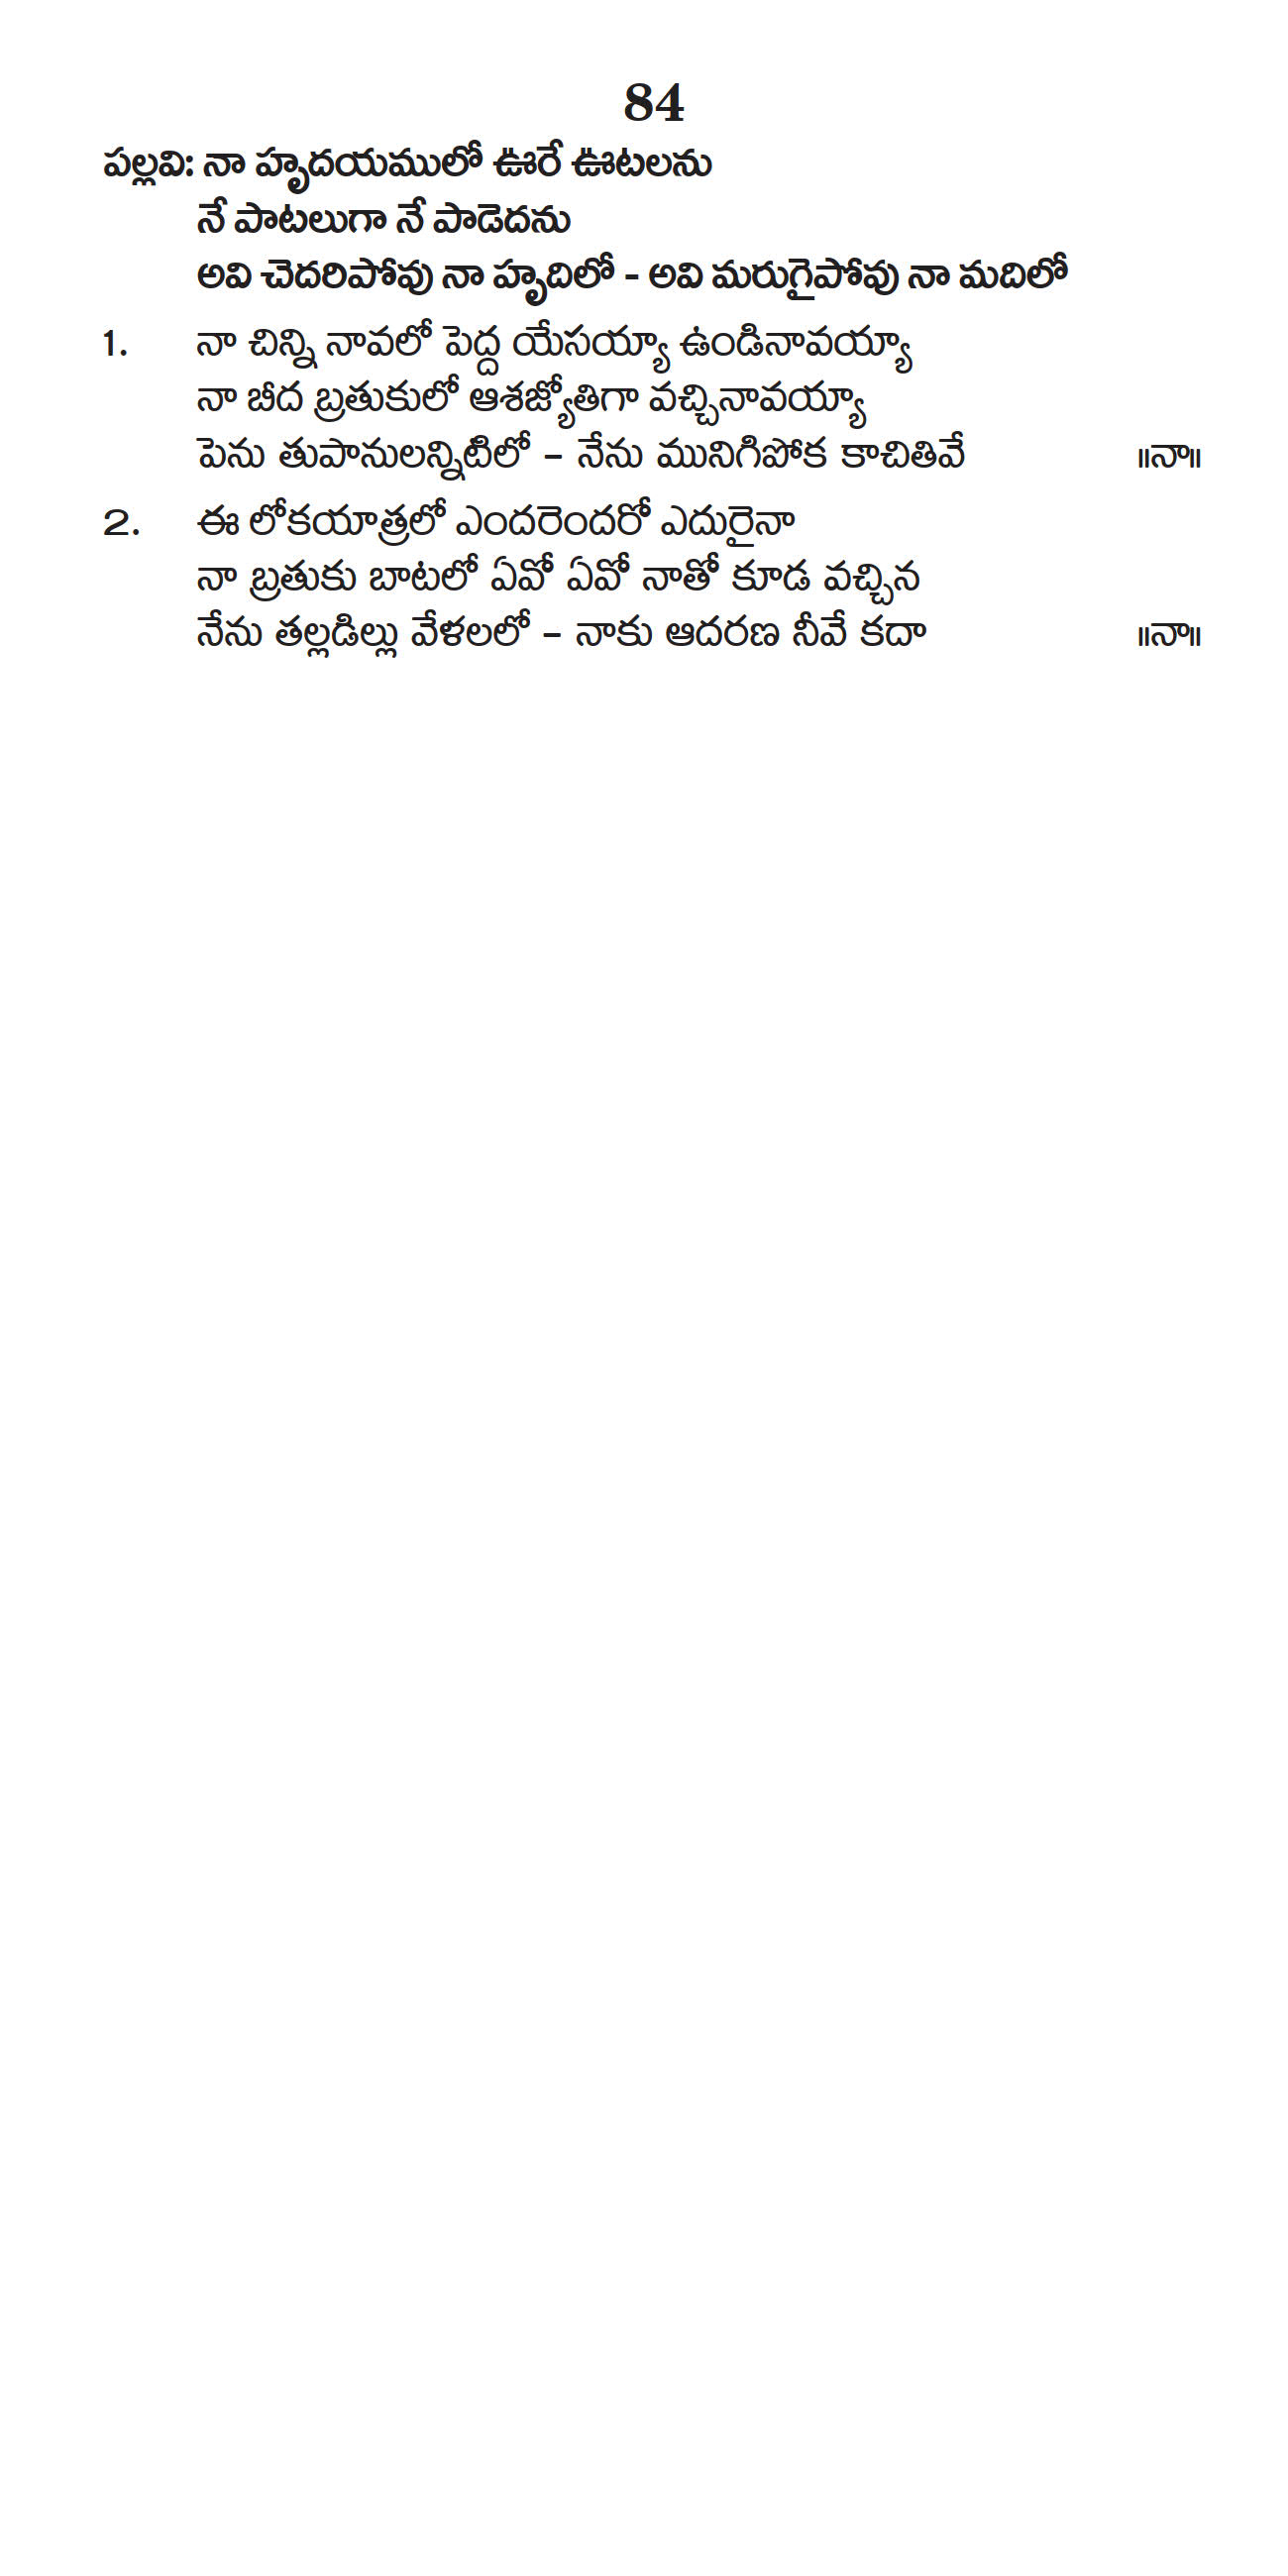 84
పల్లవి: నా హృదయములో ఊరే ఊటలను
నే పాటలుగా నే పాడెదను
అవి చెదరిపోవు నా హృదిలో - అవి మరుగైపోవు నా మదిలో
1. నా చిన్ని నావలో పెద్ద యేసయ్యా ఉండినావయ్యా
నా బీద బ్రతుకులో ఆశజ్యోతిగా వచ్చినావయ్యా
పెను తుపానులన్నిటిలో – నేను మునిగిపోక కాచితివే ॥నా॥
2. ఈ లోకయాత్రలో ఎందరెందరో ఎదురైనా
నా బ్రతుకు బాటలో ఏవో ఏవో నాతో కూడ వచ్చిన
నేను తల్లడిల్లు వేళలలో – నాకు ఆదరణ నీవే కదా ॥నా॥